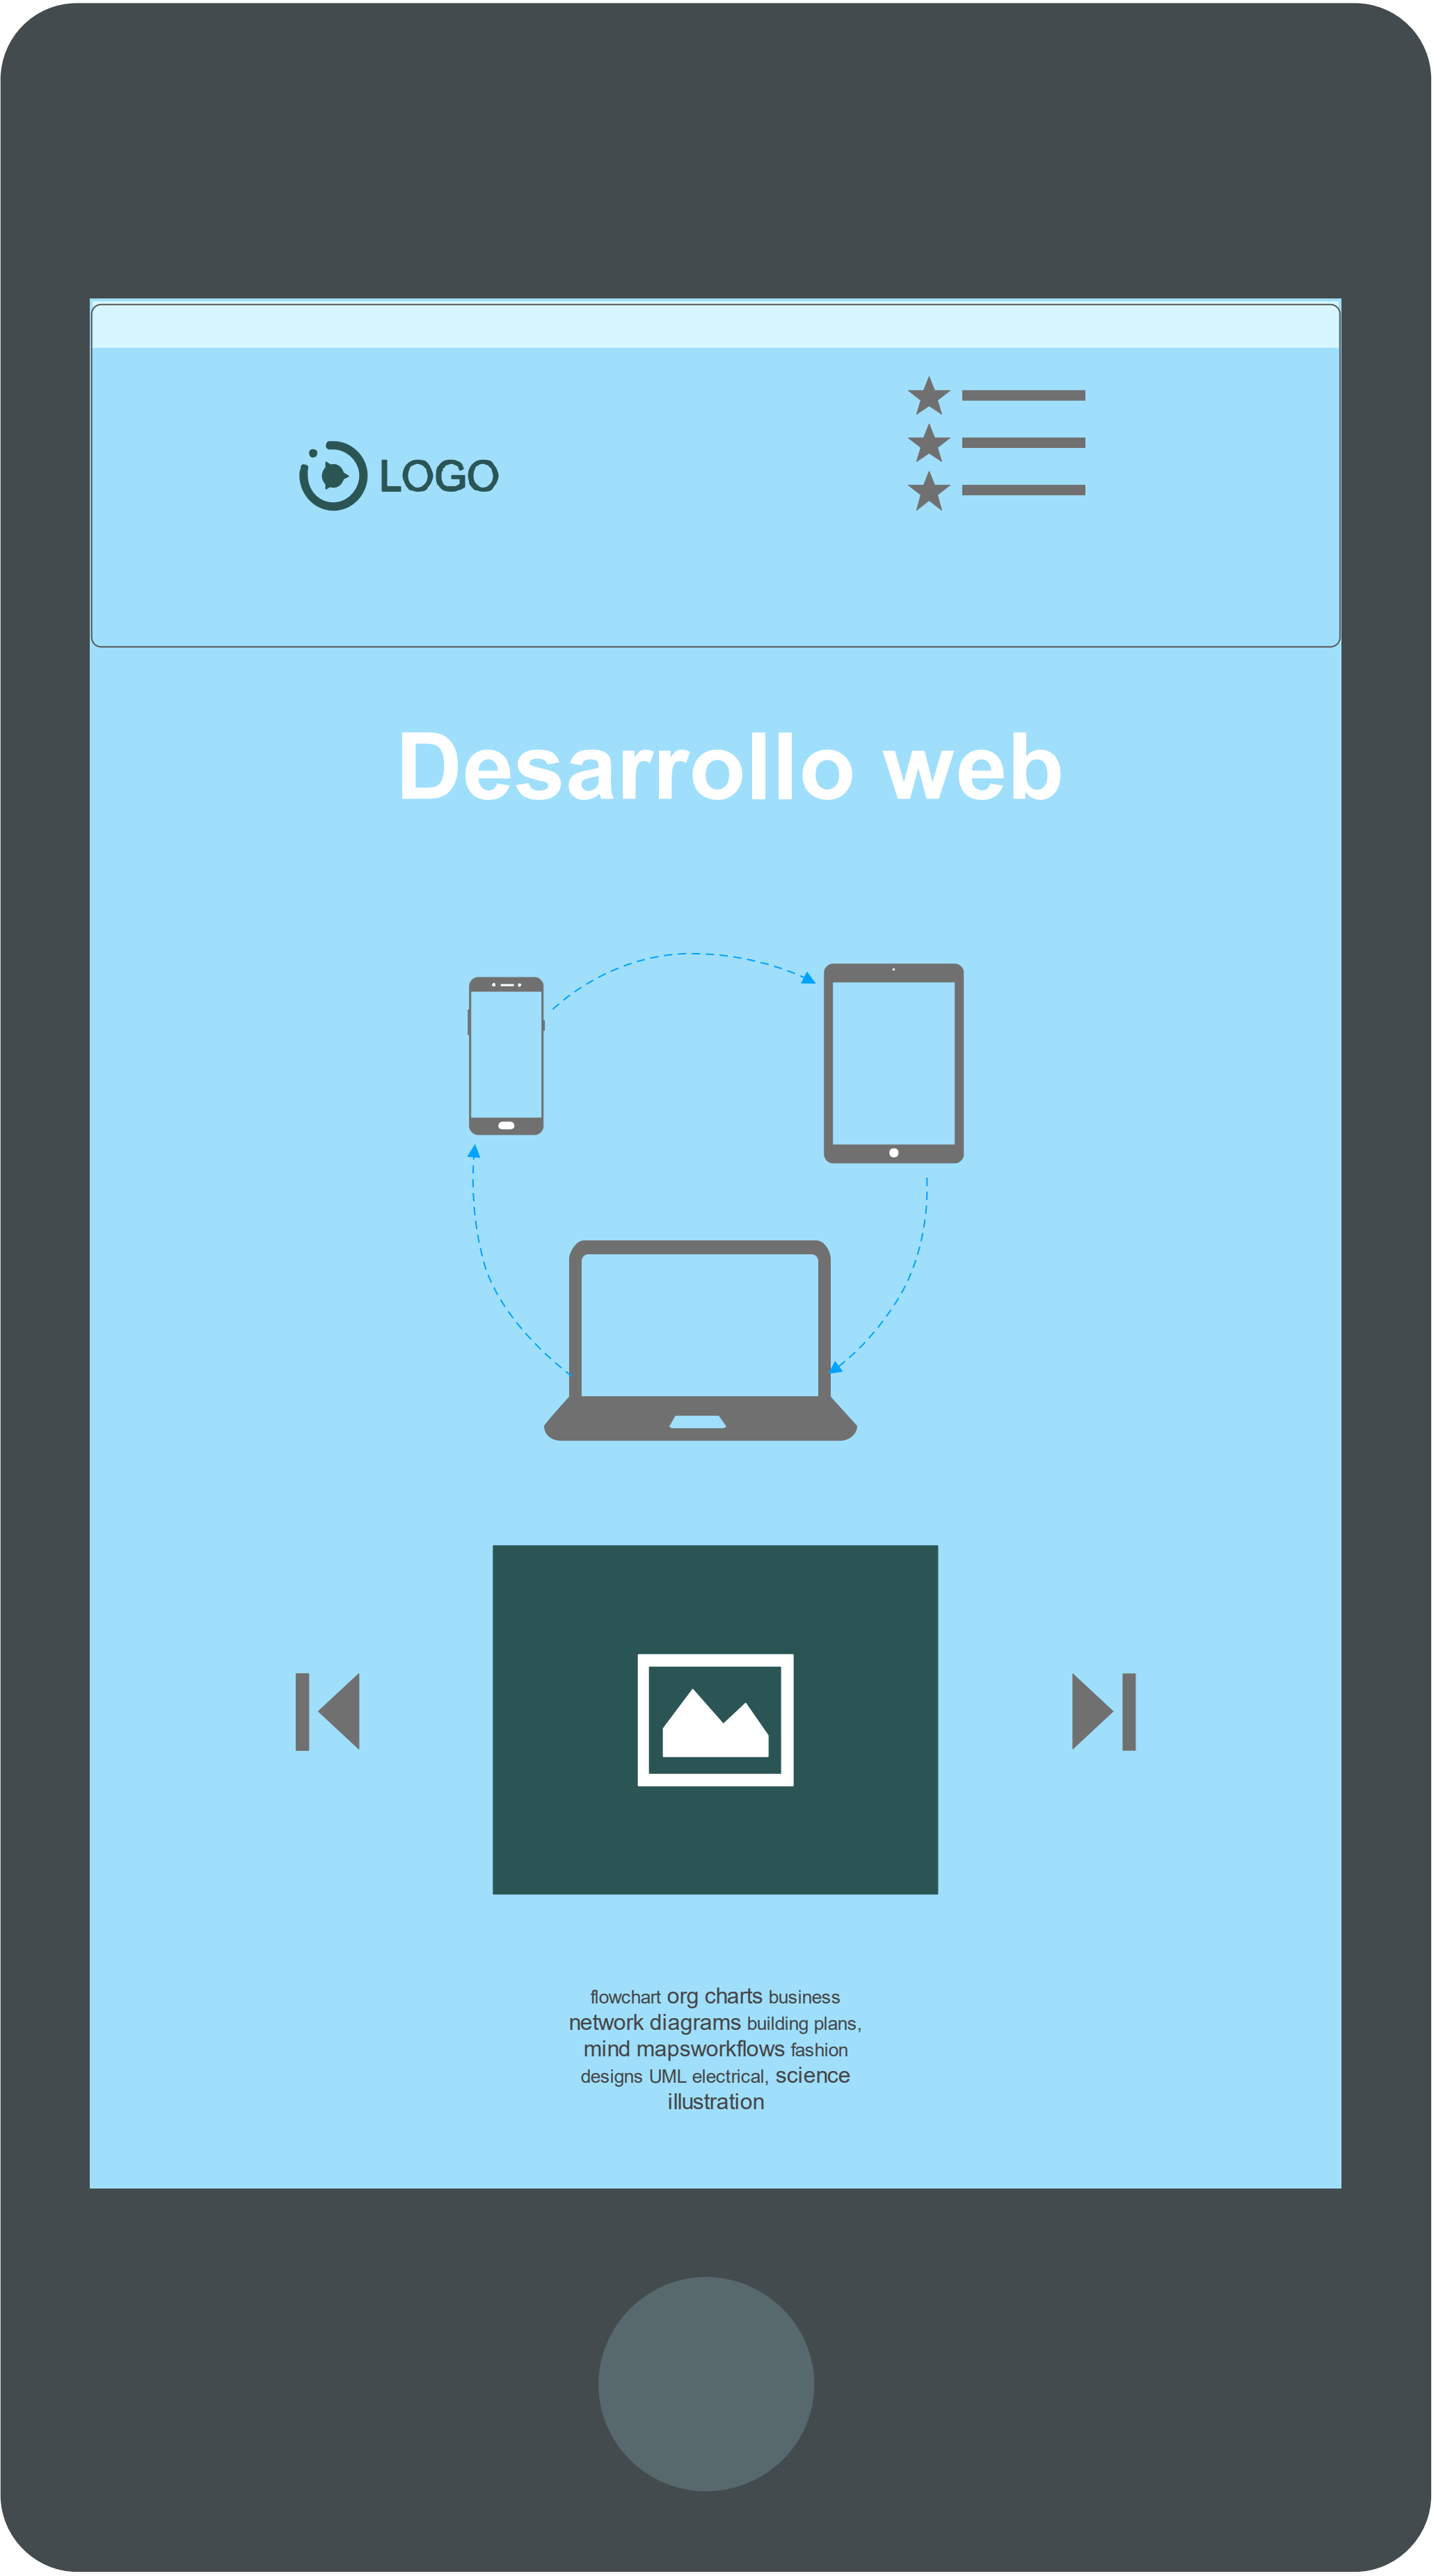 LOGO
Desarrollo web
flowchart org charts business
network diagrams building plans,
mind mapsworkflows fashion
designs UML electrical, science
illustration